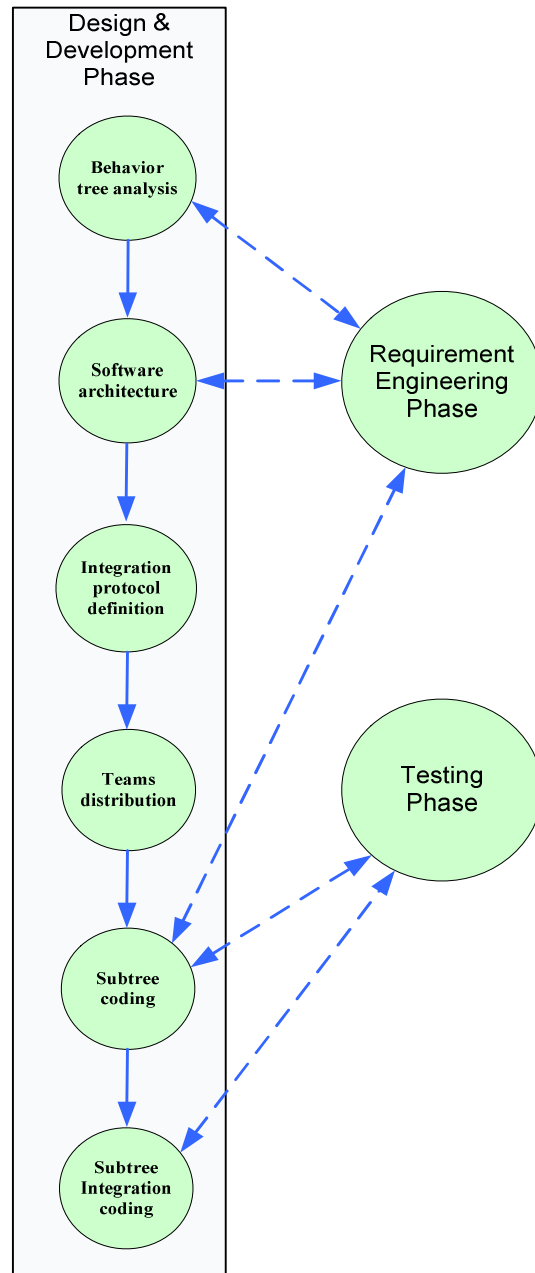 Design &
Development
Phase
Behavior
tree analysis
Software
architecture
Requirement
Engineering
Phase
Integration
protocol
definition
Teams
distribution
Testing
Phase
Subtree
coding
Subtree
Integration
coding